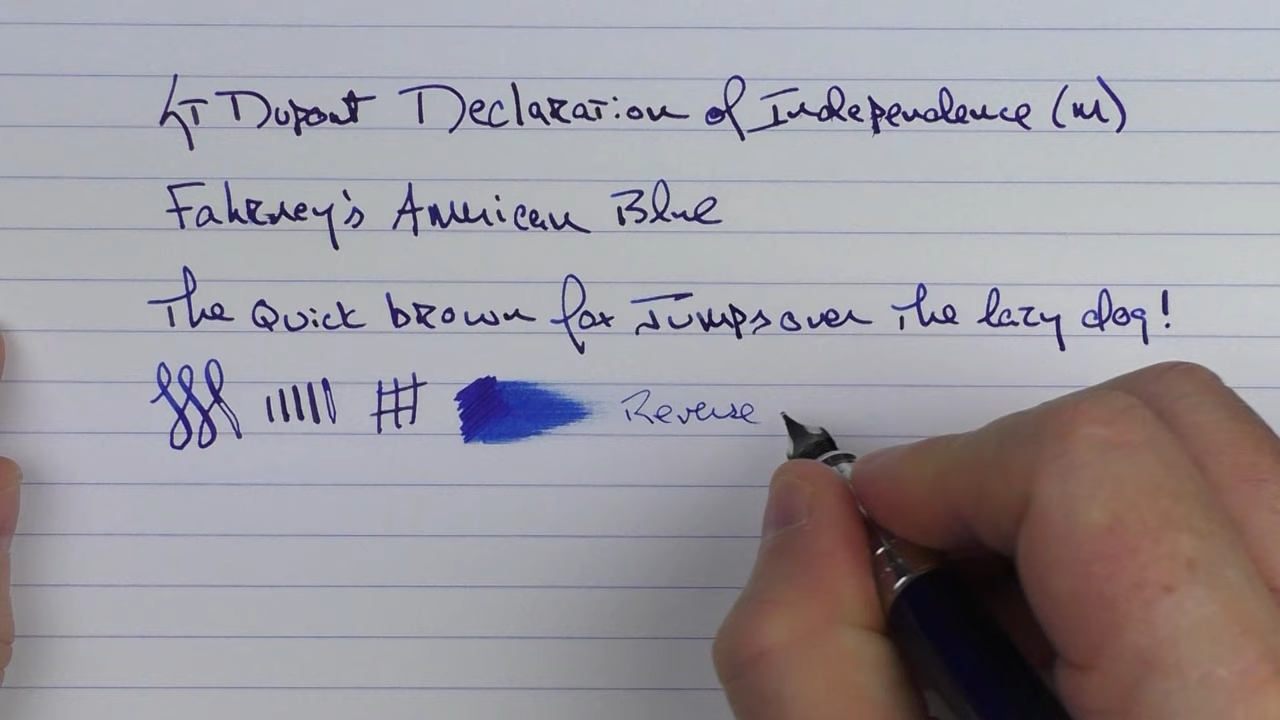 ST Dupont Declaration of Independence (M)
Fahrney's American Blue
The Quick brown fox Jumps over the lazy dog!
Reverse